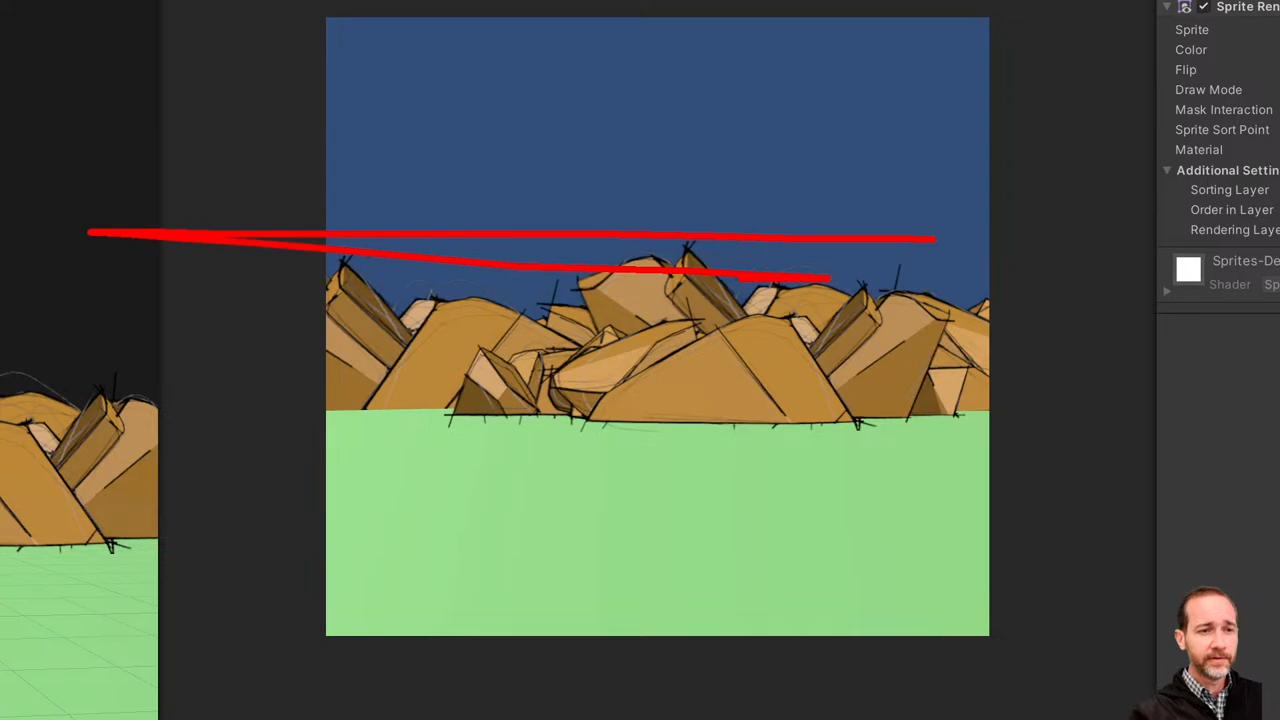 Sprite Ren
Sprite
Color
Flip
Draw Mode
Mask Interaction
Sprite Sort Point
Material
Additional Settin
Sorting Layer
Order in Layer
Rendering Laye
Sprites-De
Shader Sp